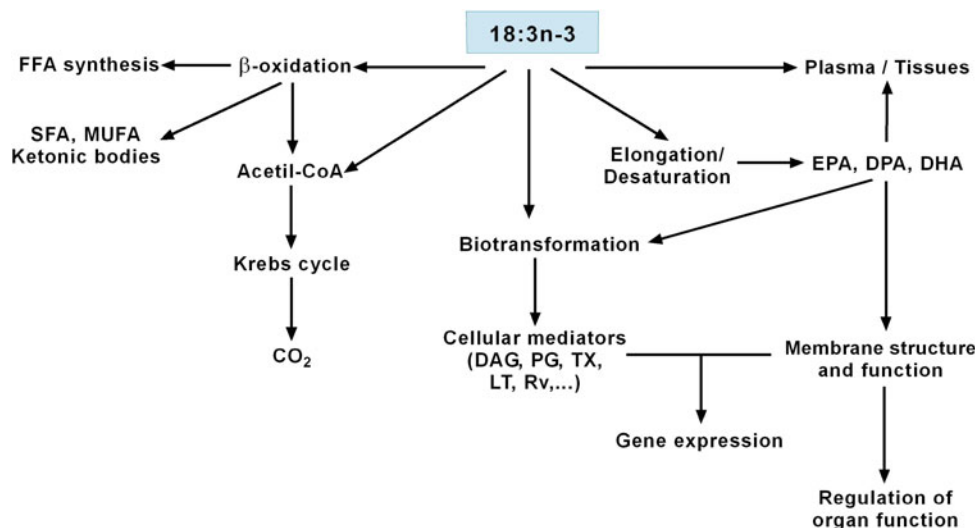 18:3n-3
FFA synthesis
β-oxidation
Plasma / Tissues
SFA, MUFA
Ketonic bodies
Acetil-CoA
Elongation/
Desaturation
EPA, DPA, DHA
Biotransformation
Krebs cycle
Cellular mediators
(DAG, PG, TX,
LT, Rv,...)
Membrane structure
and function
CO₂
Gene expression
Regulation of
organ function